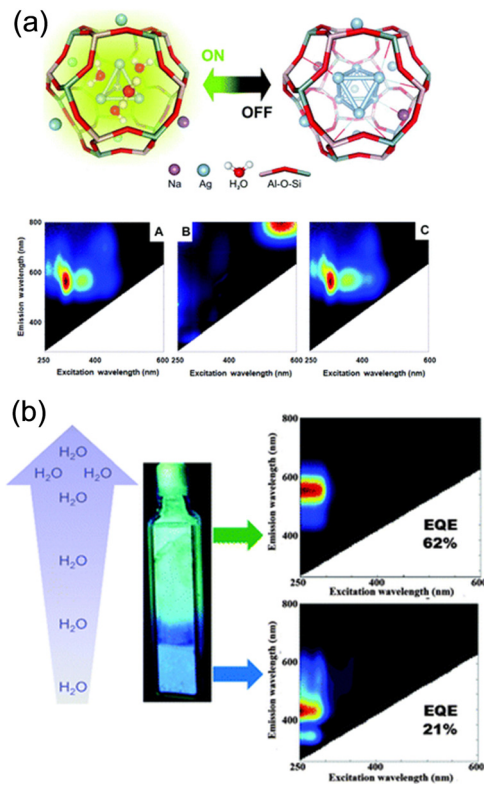 (a)
ON
OFF
Na
Ag
H₂O
Al-O-Si
Emission wavelength (nm)
800
600
400
A
B
C
250
400
600
250
400
600
250
400
600
Excitation wavelength (nm)
Excitation wavelength (nm)
Excitation wavelength (nm)
(b)
H₂O
H₂O H₂O
H₂O
H₂O
H₂O
H₂O
Emission wavelength (nm)
800
600
400
EQE
62%
250
400
600
Excitation wavelength (nm)
Emission wavelength (nm)
800
600
400
EQE
21%
250
400
600
Excitation wavelength (nm)